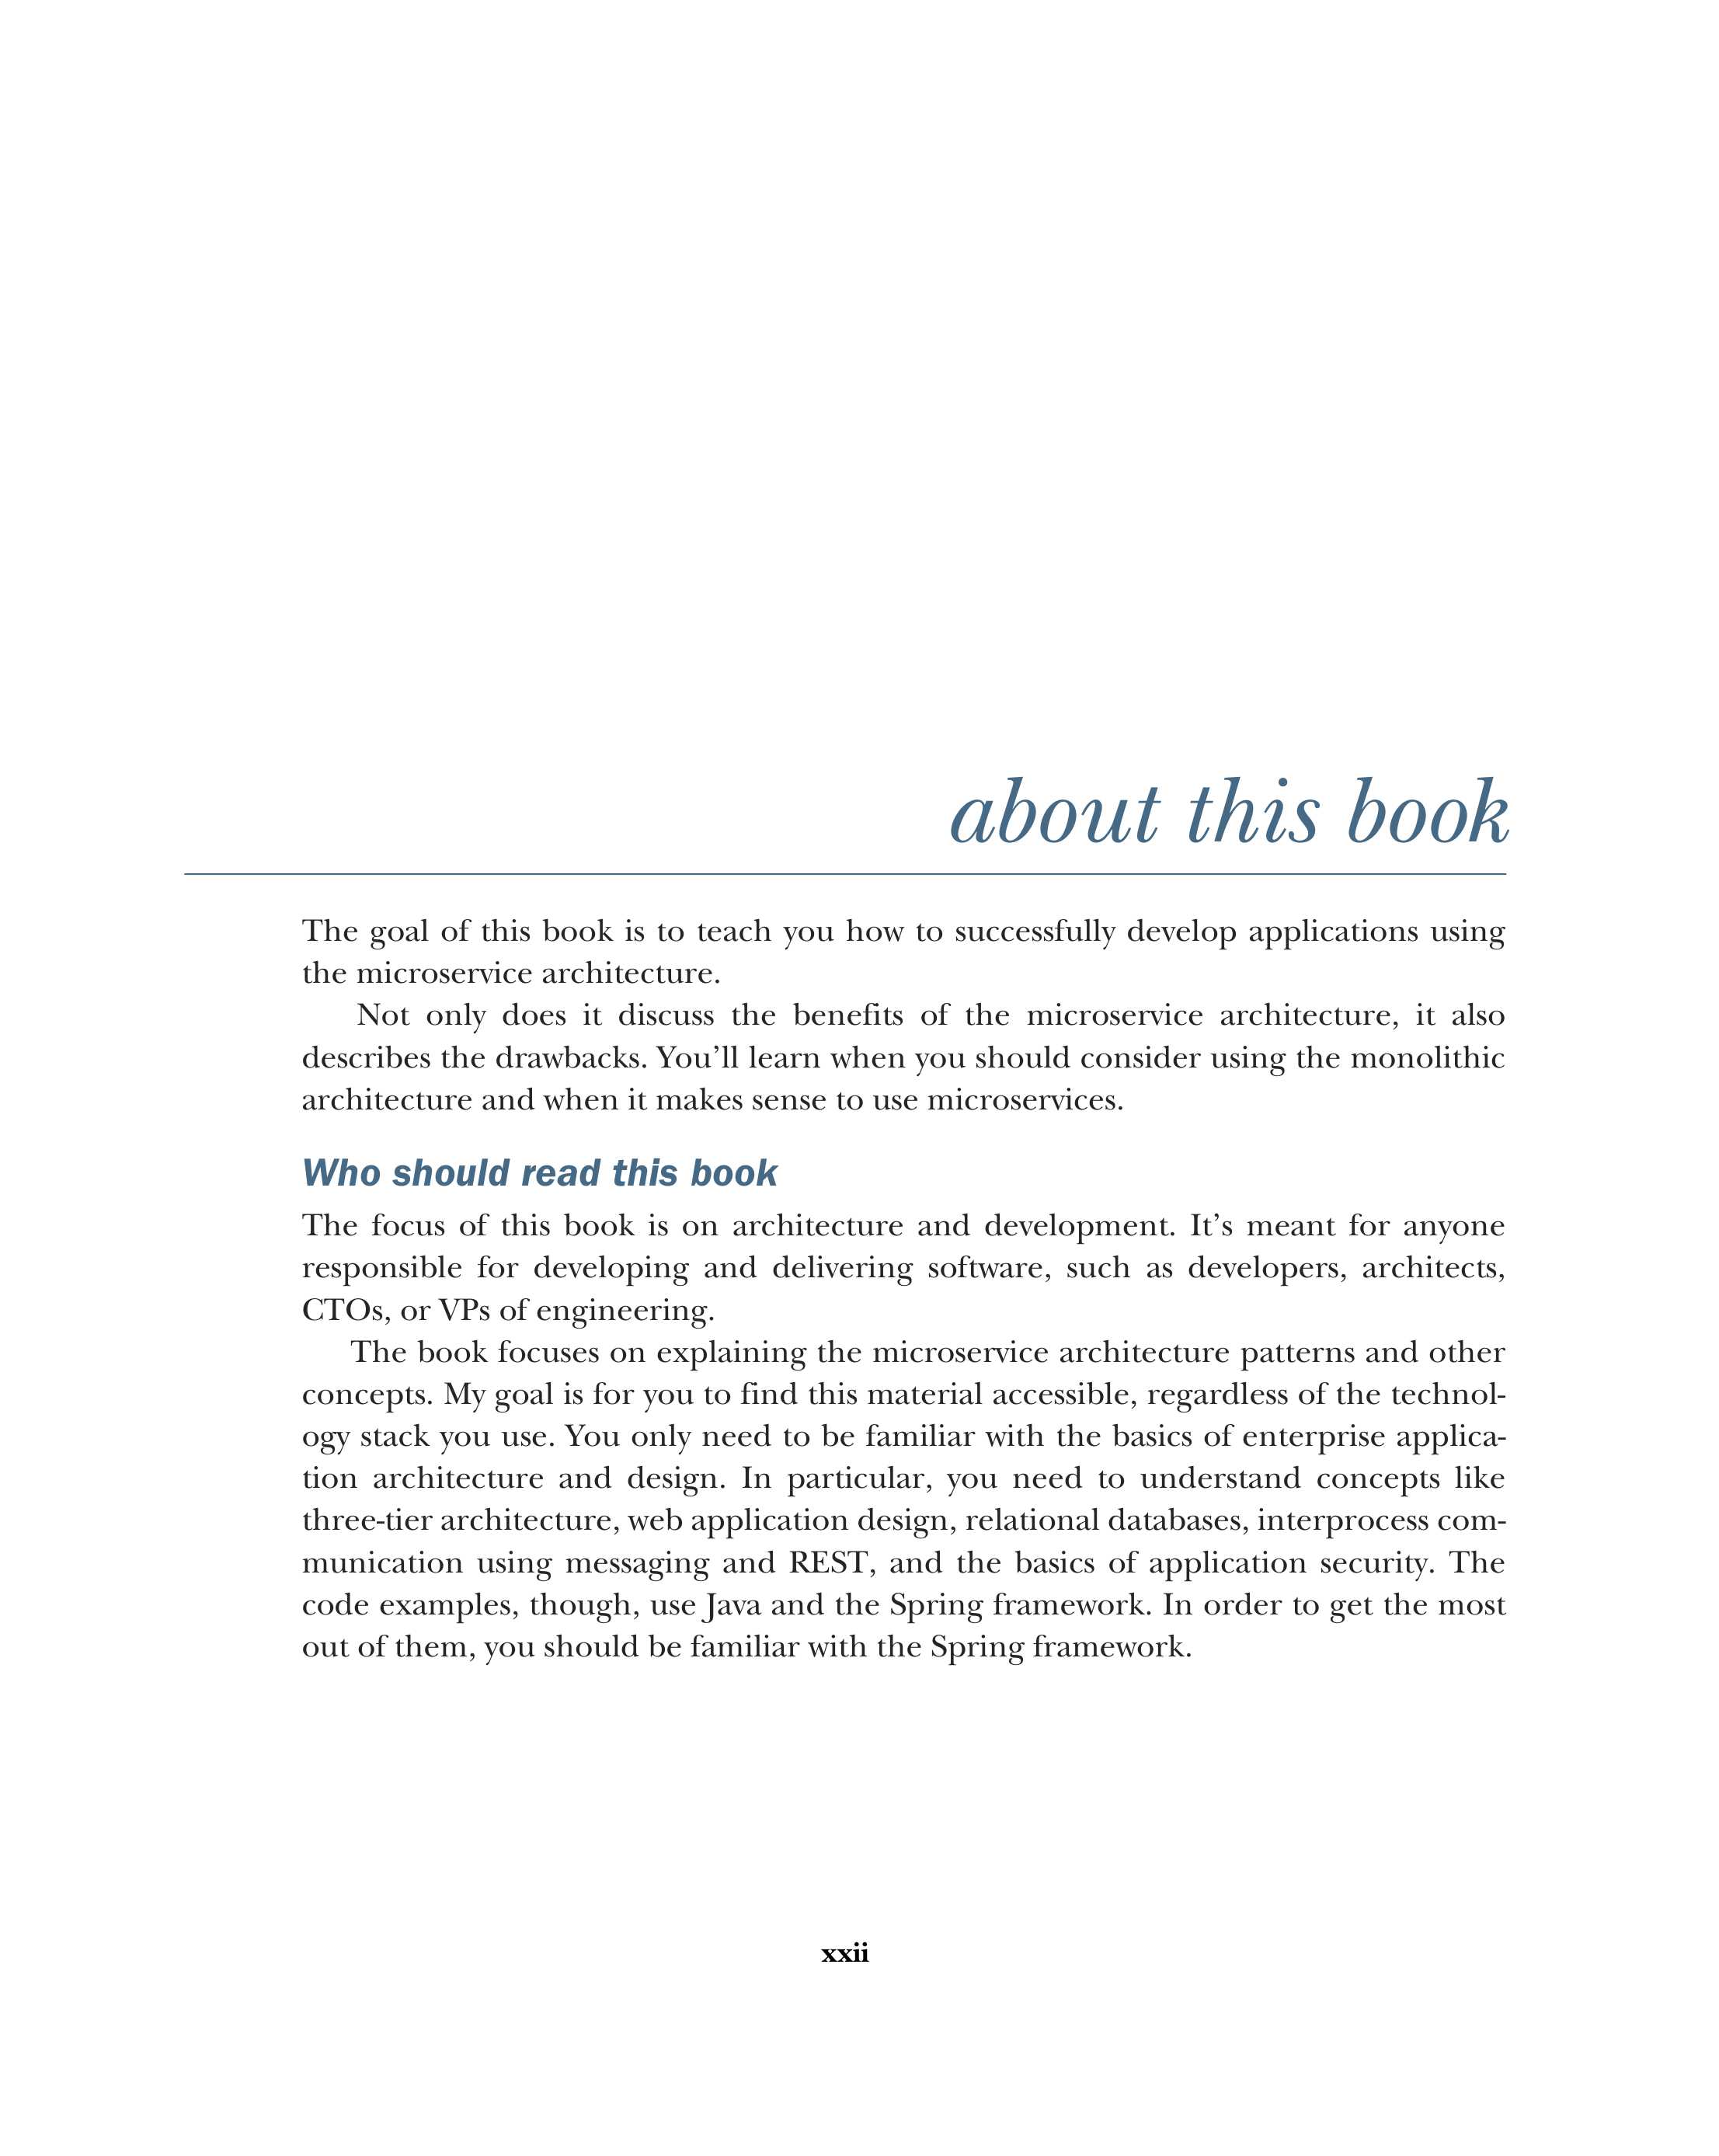 about this book
The goal of this book is to teach you how to successfully develop applications using
the microservice architecture.
Not only does it discuss the benefits of the microservice architecture, it also
describes the drawbacks. You’ll learn when you should consider using the monolithic
architecture and when it makes sense to use microservices.
Who should read this book
The focus of this book is on architecture and development. It’s meant for anyone
responsible for developing and delivering software, such as developers, architects,
CTOs, or VPs of engineering.
The book focuses on explaining the microservice architecture patterns and other
concepts. My goal is for you to find this material accessible, regardless of the technol-
ogy stack you use. You only need to be familiar with the basics of enterprise applica-
tion architecture and design. In particular, you need to understand concepts like
three-tier architecture, web application design, relational databases, interprocess com-
munication using messaging and REST, and the basics of application security. The
code examples, though, use Java and the Spring framework. In order to get the most
out of them, you should be familiar with the Spring framework.
xxii